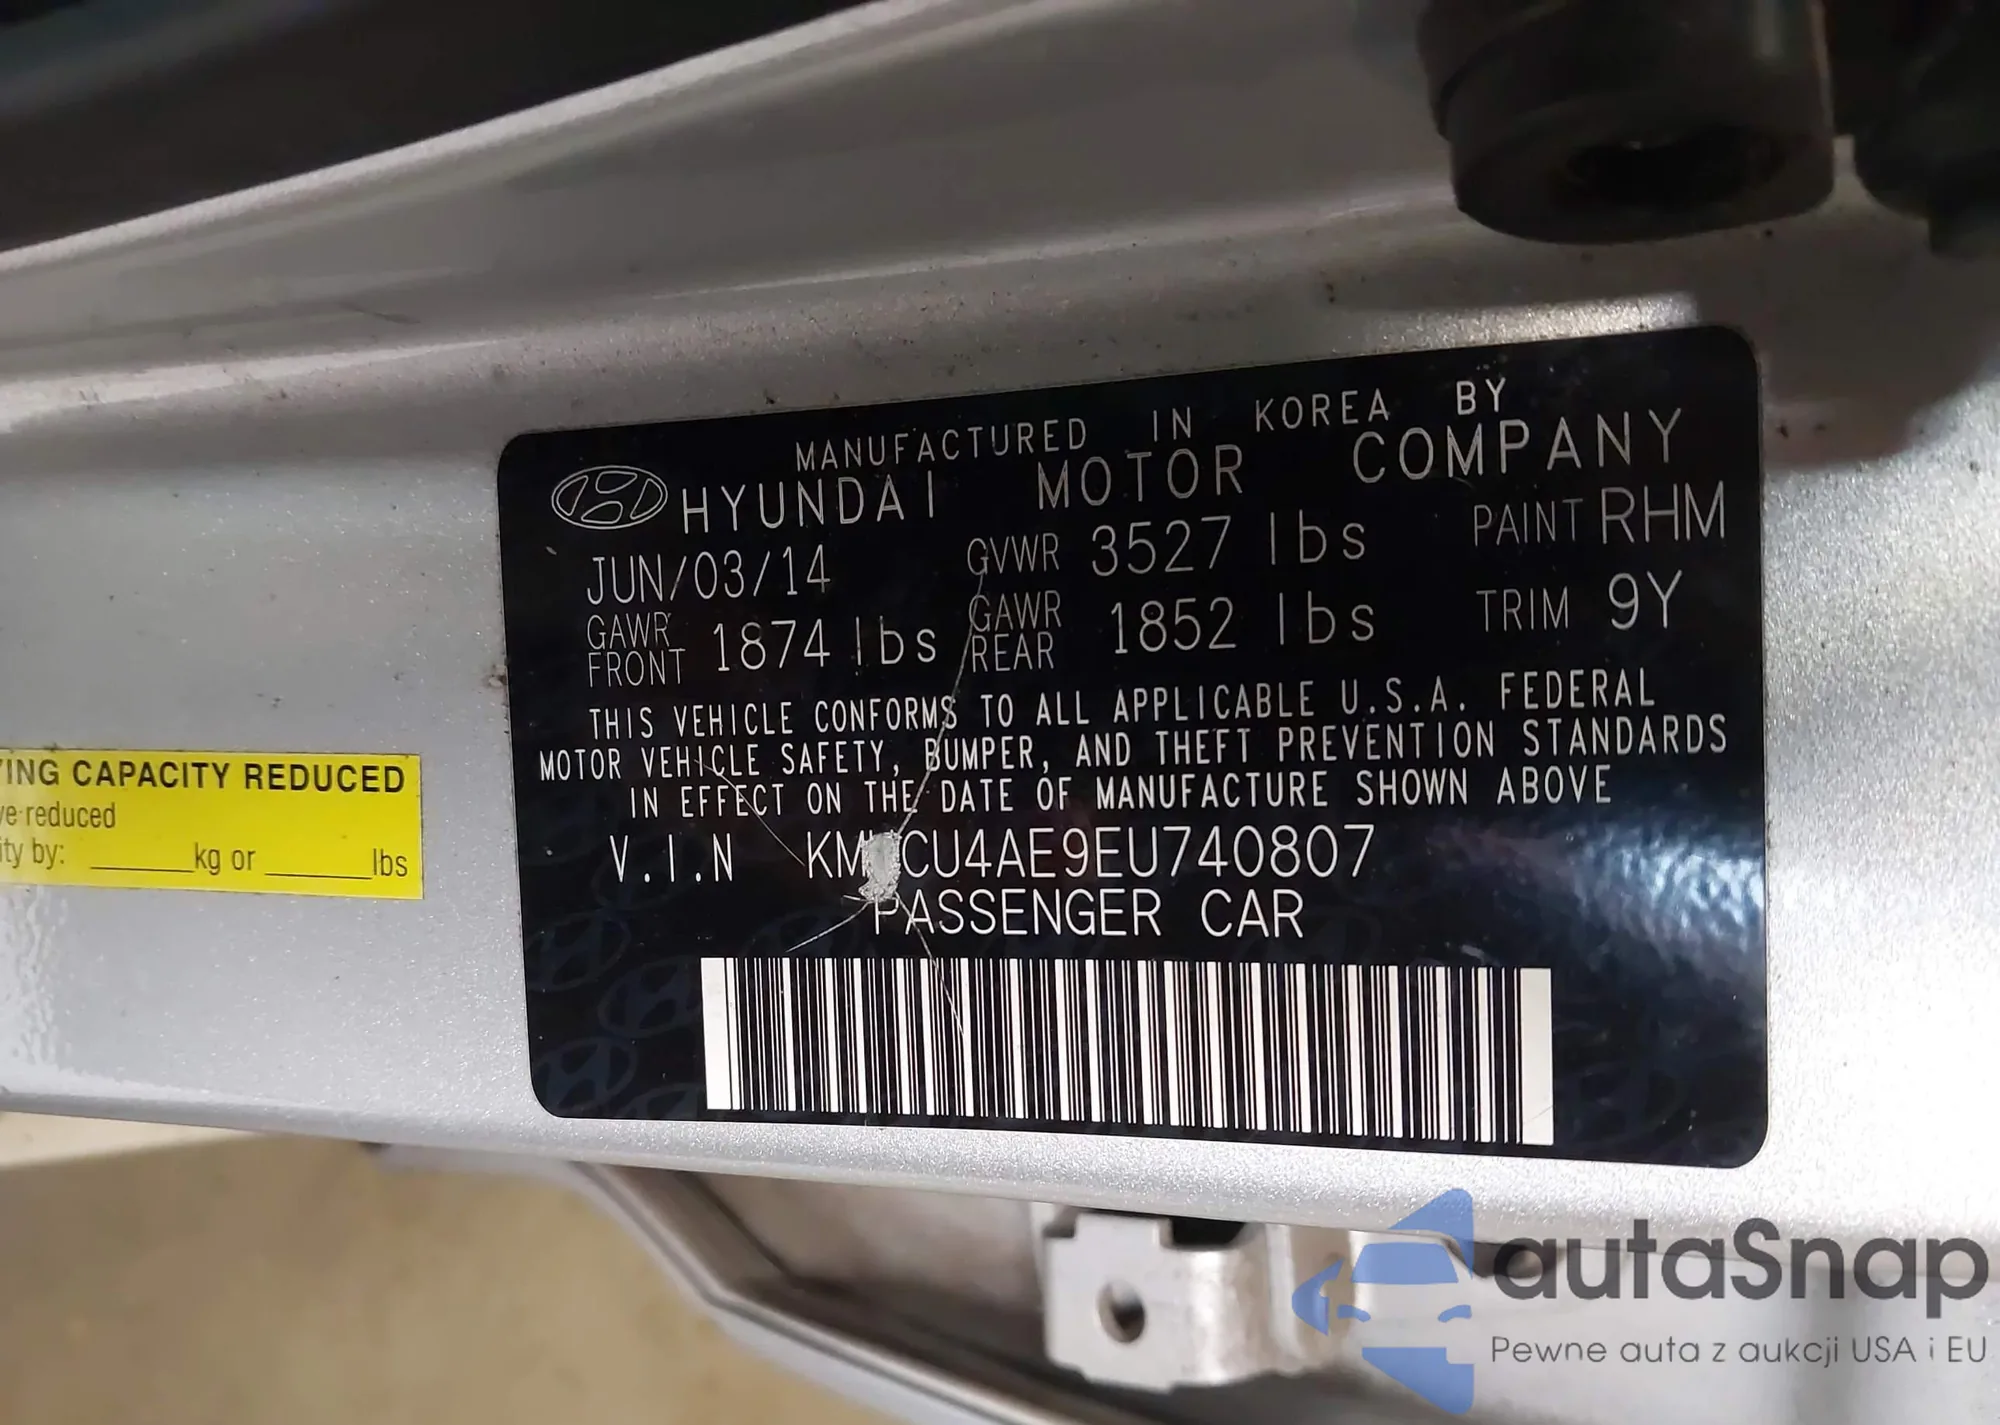 MANUFACTURED IN KOREA BY
HYUNDAI MOTOR COMPANY
JUN/03/14 GVWR 3527 lbs PAINT RHM
GAWR FRONT 1874 lbs GAWR REAR 1852 lbs TRIM 9Y
THIS VEHICLE CONFORMS TO ALL APPLICABLE U.S.A. FEDERAL
MOTOR VEHICLE SAFETY, BUMPER, AND THEFT PREVENTION STANDARDS
IN EFFECT ON THE DATE OF MANUFACTURE SHOWN ABOVE
V.I.N
PASSENGER CAR
CAPACITY REDUCED
reduced
by: ______kg or ______lbs
autaSnap
Pewne auta z aukcji USA i EU